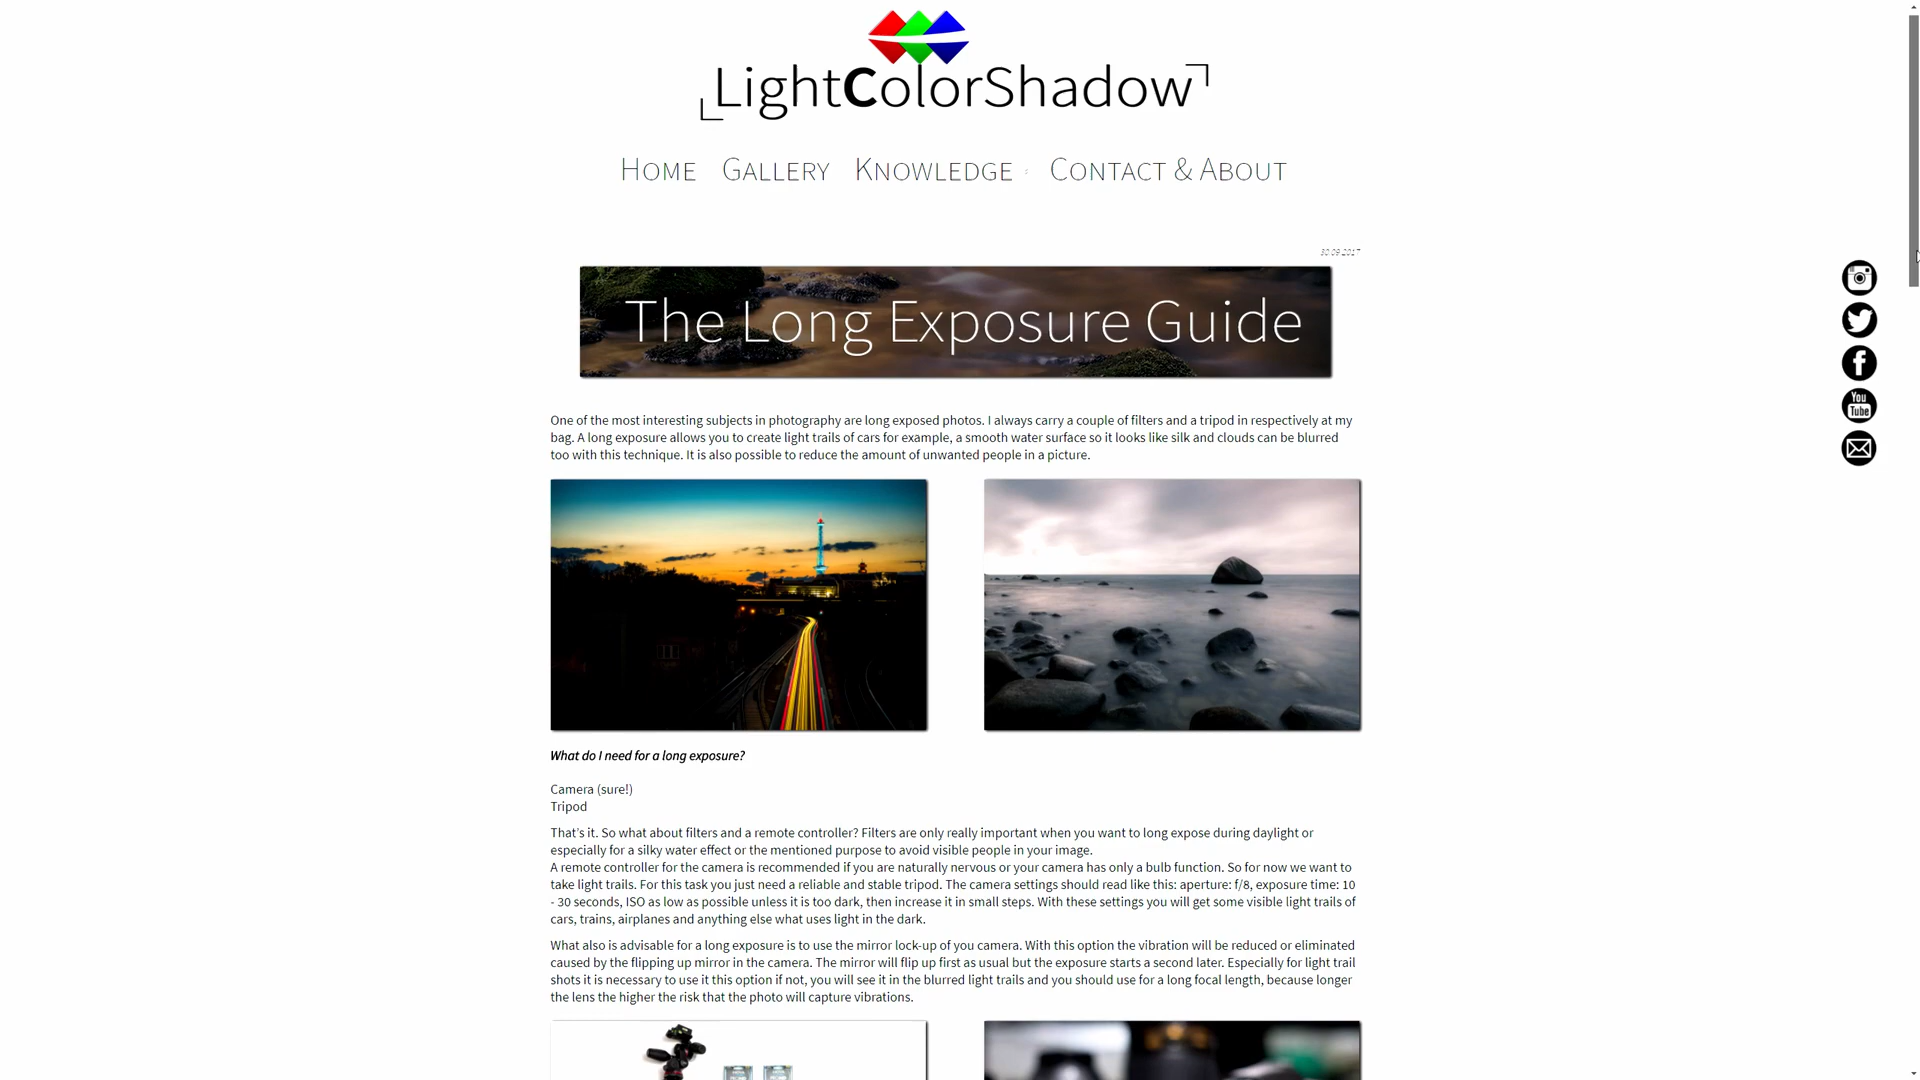 LightColorShadow
Home Gallery Knowledge Contact & About
30.09.2017
The Long Exposure Guide
One of the most interesting subjects in photography are long exposed photos. I always carry a couple of filters and a tripod in respectively at my
bag. A long exposure allows you to create light trails of cars for example, a smooth water surface so it looks like silk and clouds can be blurred
too with this technique. It is also possible to reduce the amount of unwanted people in a picture.
You
Tube
What do I need for a long exposure?
Camera (sure!)
Tripod
That's it. So what about filters and a remote controller? Filters are only really important when you want to long expose during daylight or
especially for a silky water effect or the mentioned purpose to avoid visible people in your image.
A remote controller for the camera is recommended if you are naturally nervous or your camera has only a bulb function. So for now we want to
take light trails. For this task you just need a reliable and stable tripod. The camera settings should read like this: aperture: f/8, exposure time: 10
- 30 seconds, ISO as low as possible unless it is too dark, then increase it in small steps. With these settings you will get some visible light trails of
cars, trains, airplanes and anything else what uses light in the dark.
What also is advisable for a long exposure is to use the mirror lock-up of you camera. With this option the vibration will be reduced or eliminated
caused by the flipping up mirror in the camera. The mirror will flip up first as usual but the exposure starts a second later. Especially for light trail
shots it is necessary to use it this option if not, you will see it in the blurred light trails and you should use for a long focal length, because longer
the lens the higher the risk that the photo will capture vibrations.